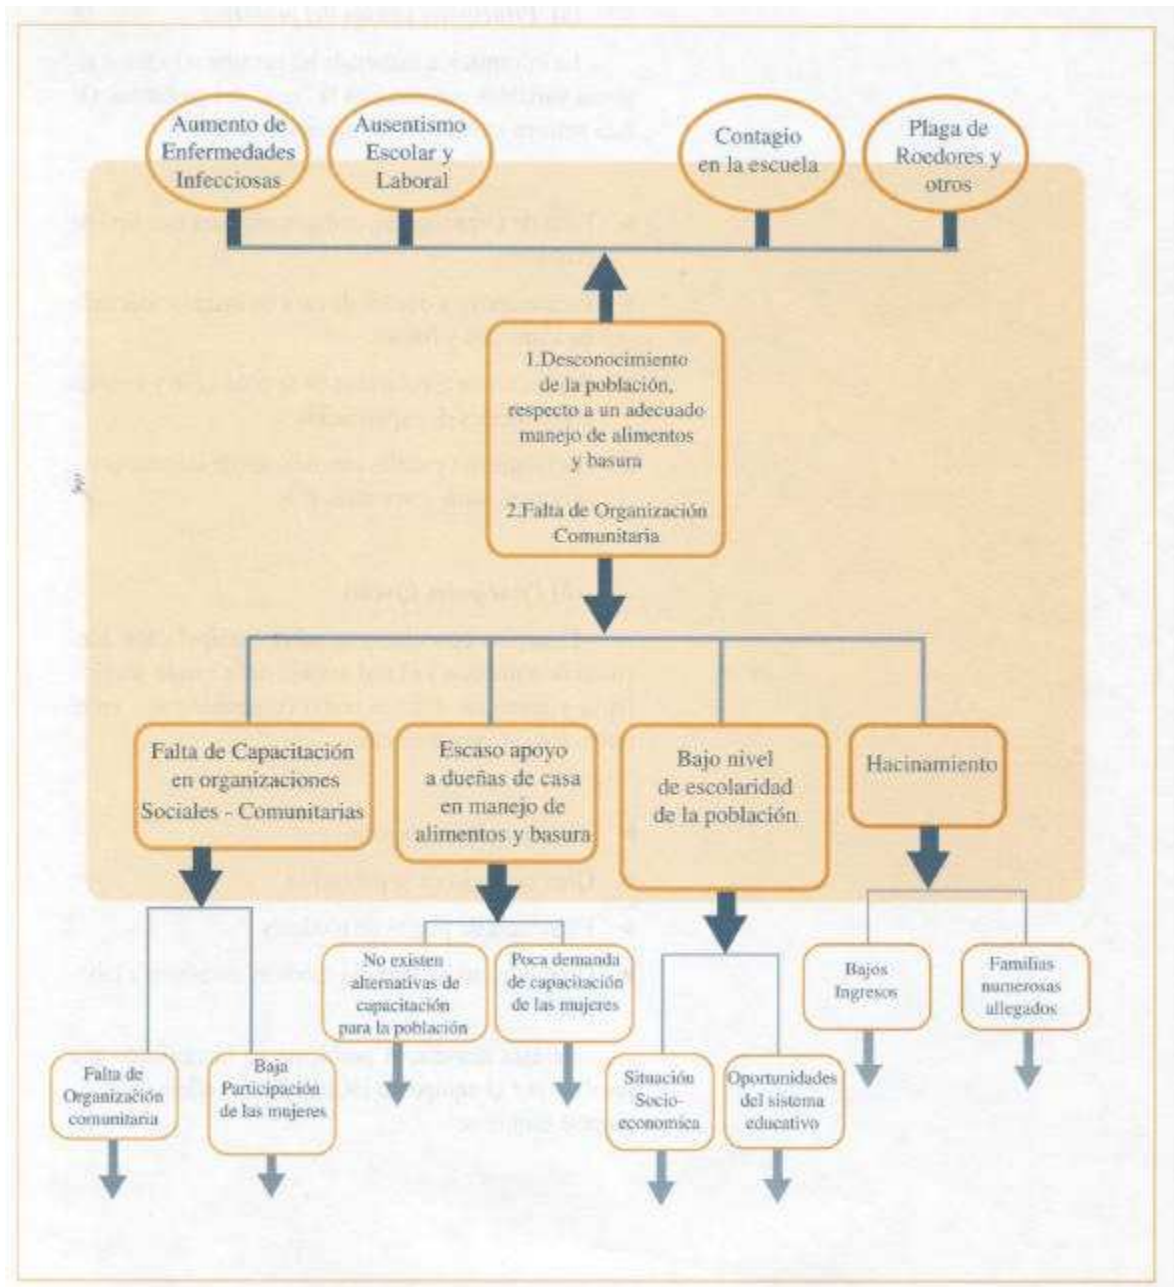 Aumento de
Enfermedades
Infecciosas
Ausentismo
Escolar y
Laboral
Contagio
en la escuela
Plaga de
Roedores y
otros
1.Desconocimiento
de la población,
respecto a un adecuado
manejo de alimentos
y basura
2.Falta de Organización
Comunitaria
Falta de Capacitación
en organizaciones
Sociales - Comunitarias
Escaso apoyo
a dueñas de casa
en manejo de
alimentos y basura
Bajo nivel
de escolaridad
de la población
Hacinamiento
No existen
alternativas de
capacitación
para la población
Poca demanda
de capacitación
de las mujeres
Bajos
Ingresos
Familias
numerosas
allegados
Falta de
Organización
comunitaria
Baja
Participación
de las mujeres
Situación
Socio-
economica
Oportunidades
del sistema
educativo